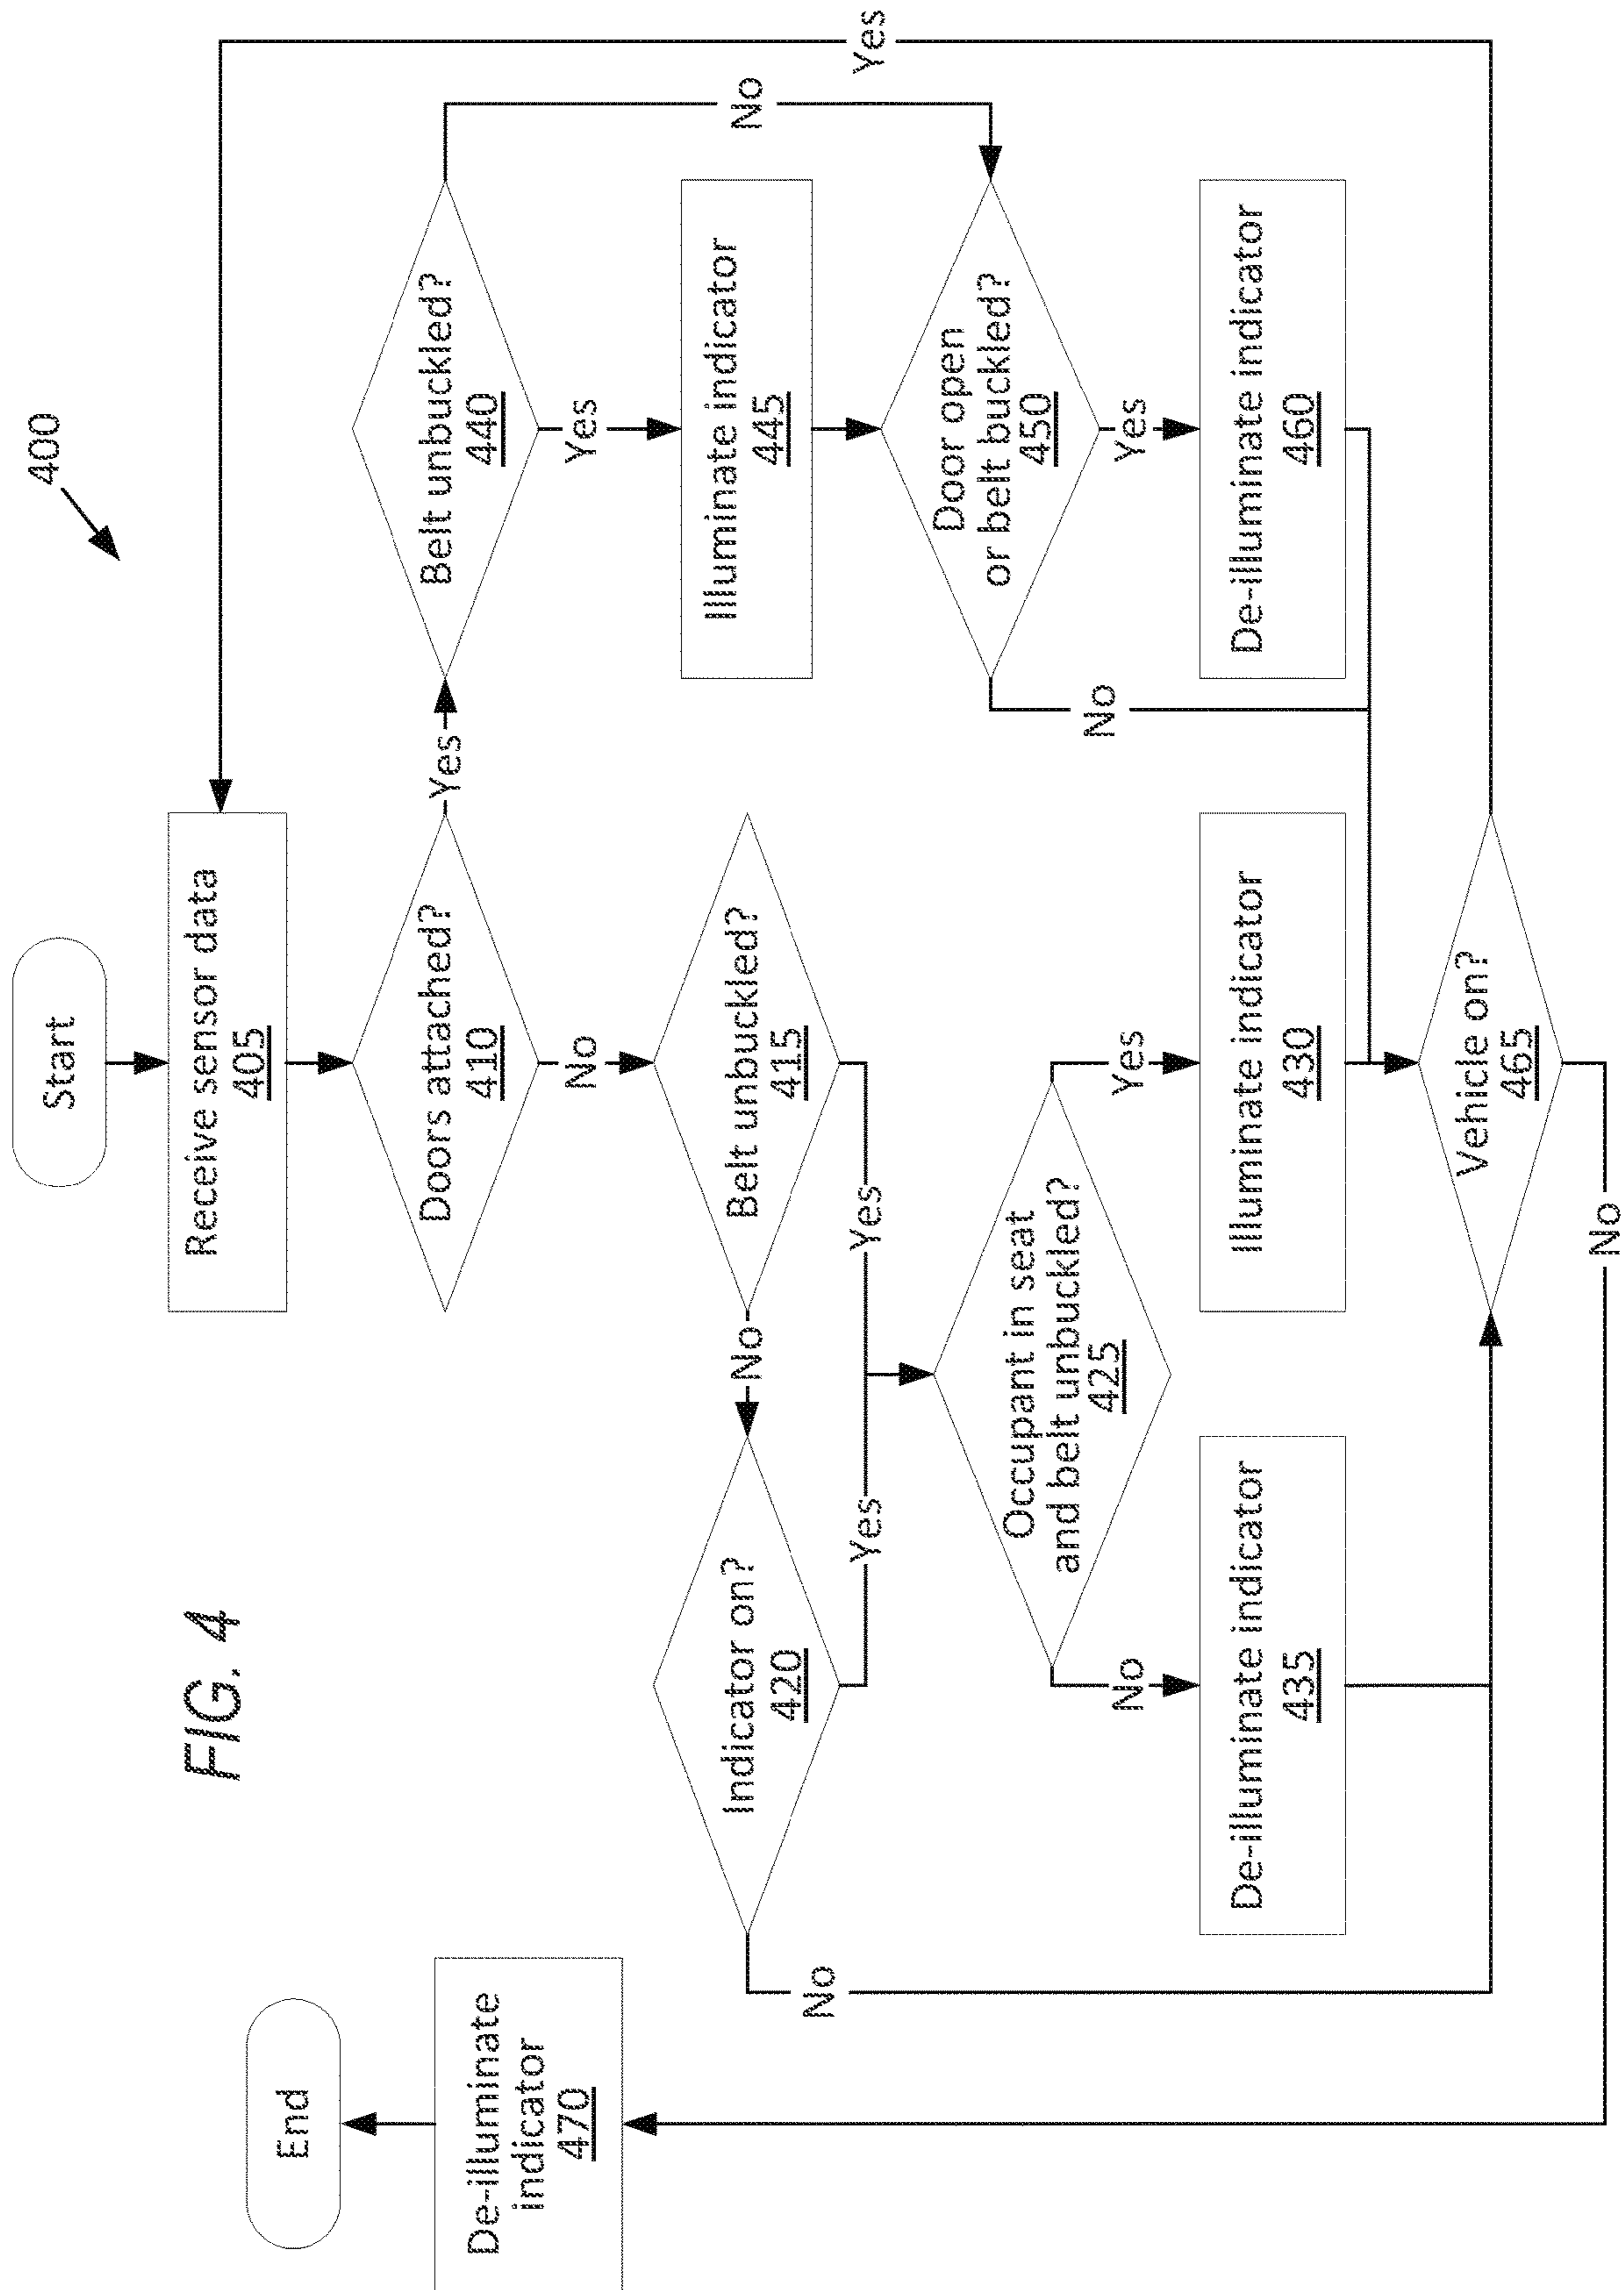 FIG. 4
400
Start
Receive sensor data
405
Doors attached?
410
Yes
No
Belt unbuckled?
415
No
Yes
Indicator on?
420
Yes
No
Occupant in seat
and belt unbuckled?
425
Yes
No
Illuminate indicator
430
De-illuminate indicator
435
Belt unbuckled?
440
Yes
No
Illuminate indicator
445
Door open
or belt buckled?
450
Yes
No
De-illuminate indicator
460
Vehicle on?
465
Yes
No
De-illuminate
indicator
470
End